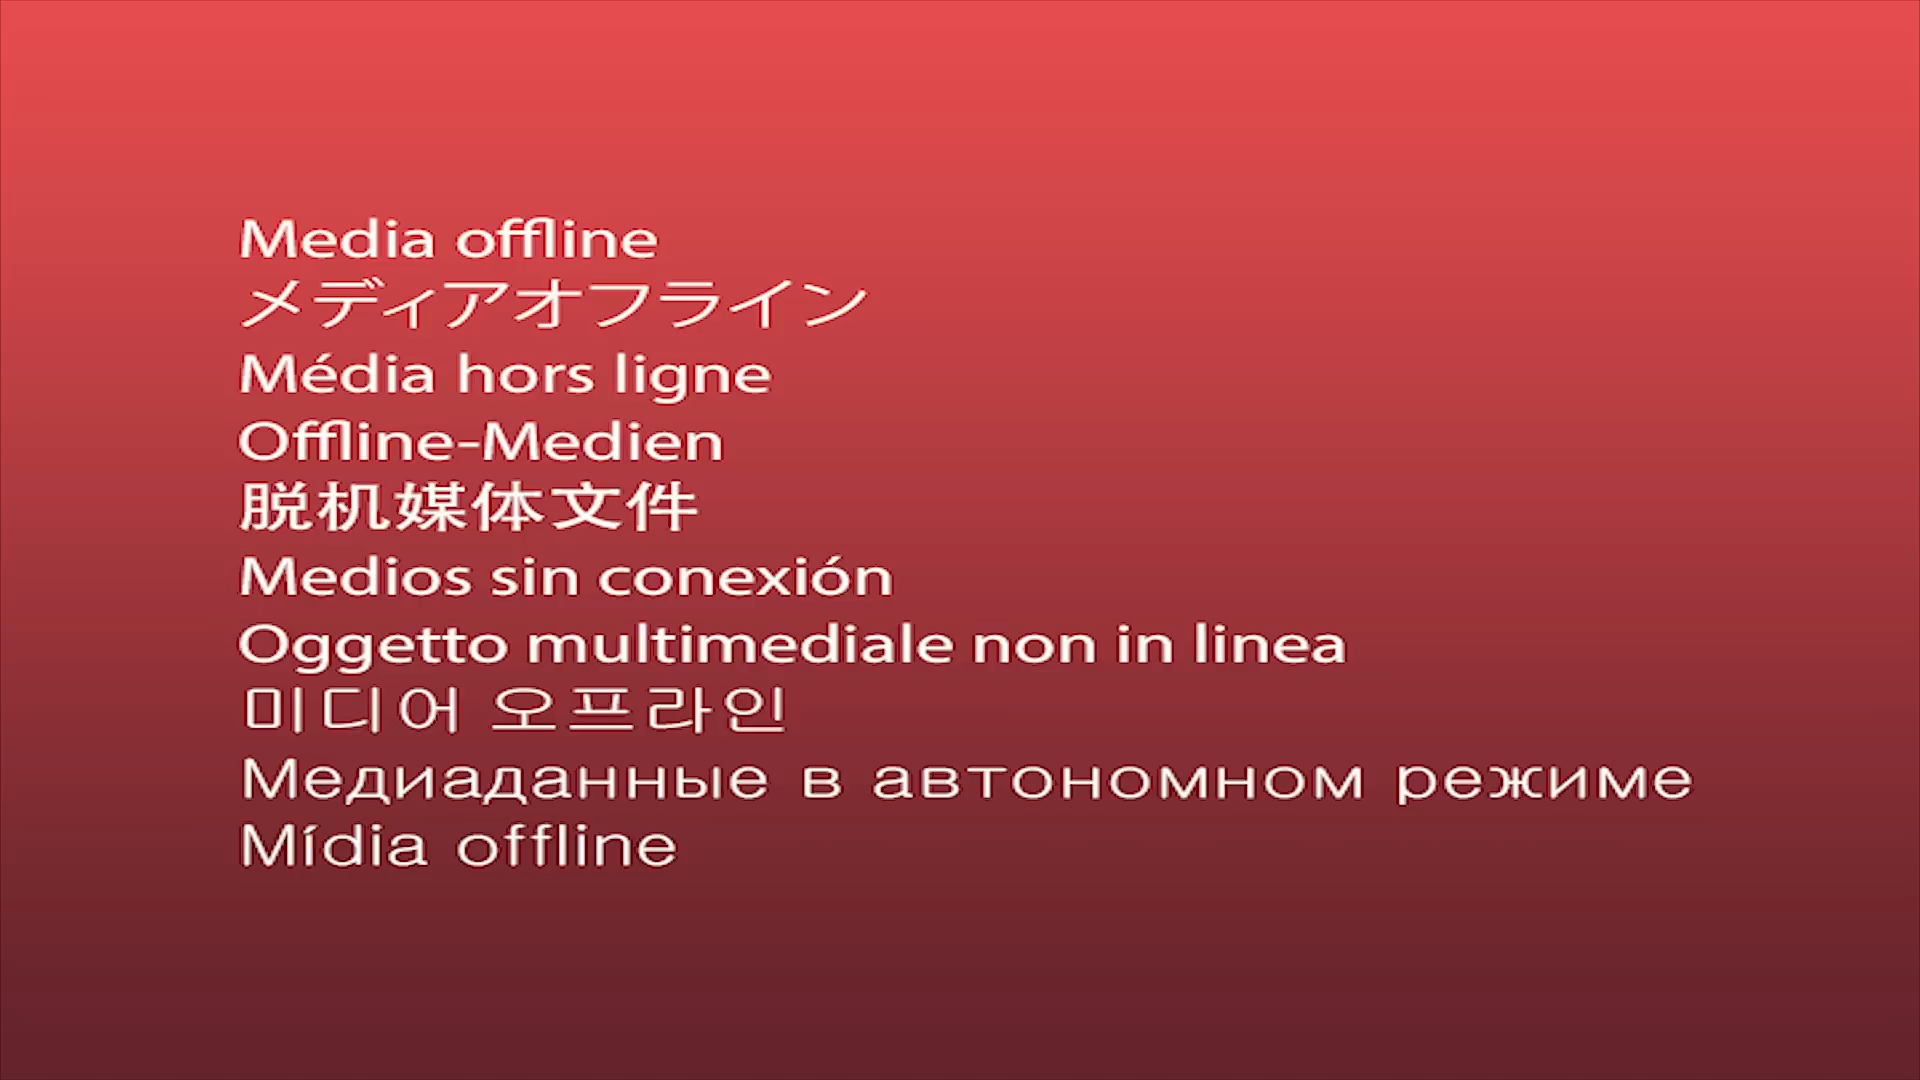 Media offline
メディアオフライン
Média hors ligne
Offline-Medien
脱机媒体文件
Medios sin conexión
Oggetto multimediale non in linea
미디어 오프라인
Медиаданные в автономном режиме
Mídia offline